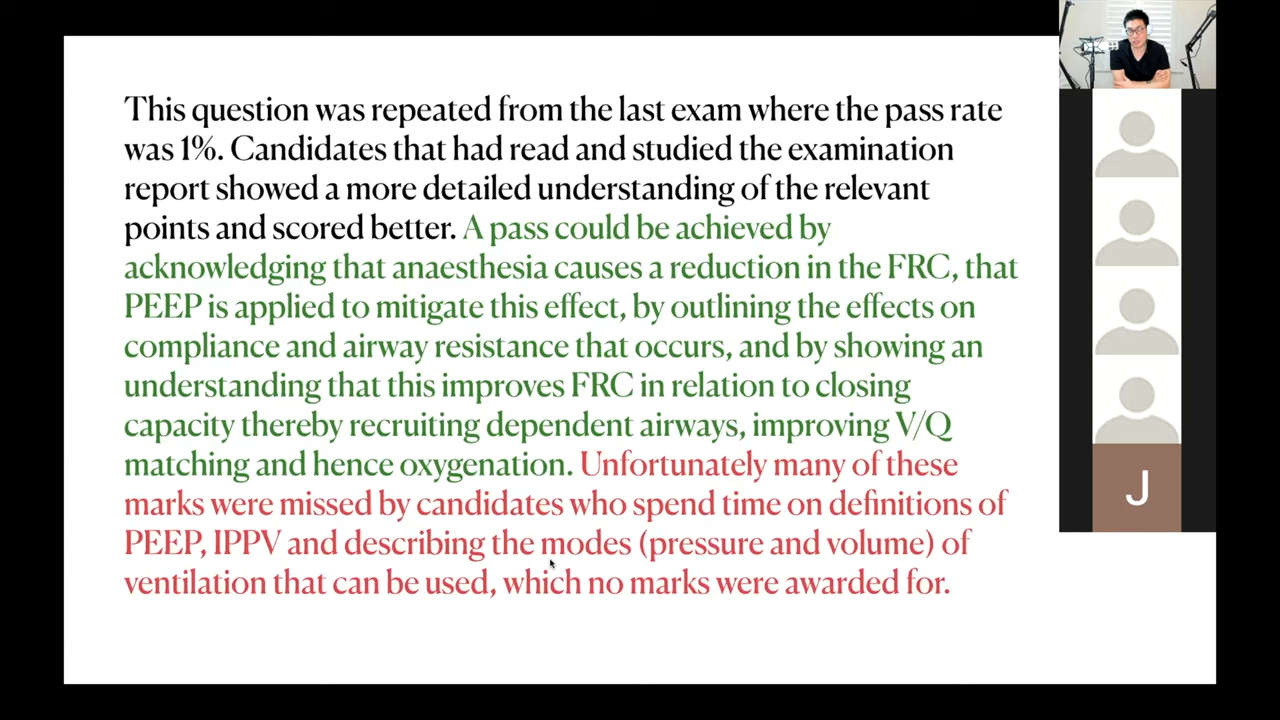 This question was repeated from the last exam where the pass rate
was 1%. Candidates that had read and studied the examination
report showed a more detailed understanding of the relevant
points and scored better. A pass could be achieved by
acknowledging that anaesthesia causes a reduction in the FRC, that
PEEP is applied to mitigate this effect, by outlining the effects on
compliance and airway resistance that occurs, and by showing an
understanding that this improves FRC in relation to closing
capacity thereby recruiting dependent airways, improving V/Q
matching and hence oxygenation. Unfortunately many of these
marks were missed by candidates who spend time on definitions of
PEEP, IPPV and describing the modes (pressure and volume) of
ventilation that can be used, which no marks were awarded for.
J